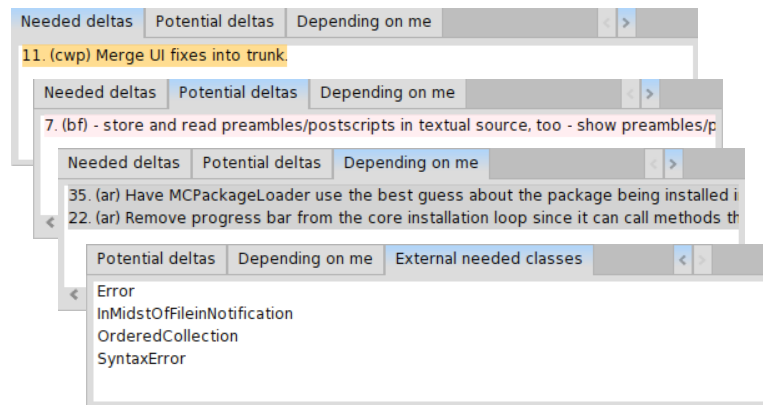 Needed deltas Potential deltas Depending on me
11. (cwp) Merge UI fixes into trunk.
Needed deltas Potential deltas Depending on me
7. (bf) - store and read preambles/postscripts in textual source, too - show preambles/p
Needed deltas Potential deltas Depending on me
35. (ar) Have MCPackageLoader use the best guess about the package being installed i
22. (ar) Remove progress bar from the core installation loop since it can call methods th
Potential deltas Depending on me External needed classes
Error
InMidstOfFileinNotification
OrderedCollection
SyntaxError